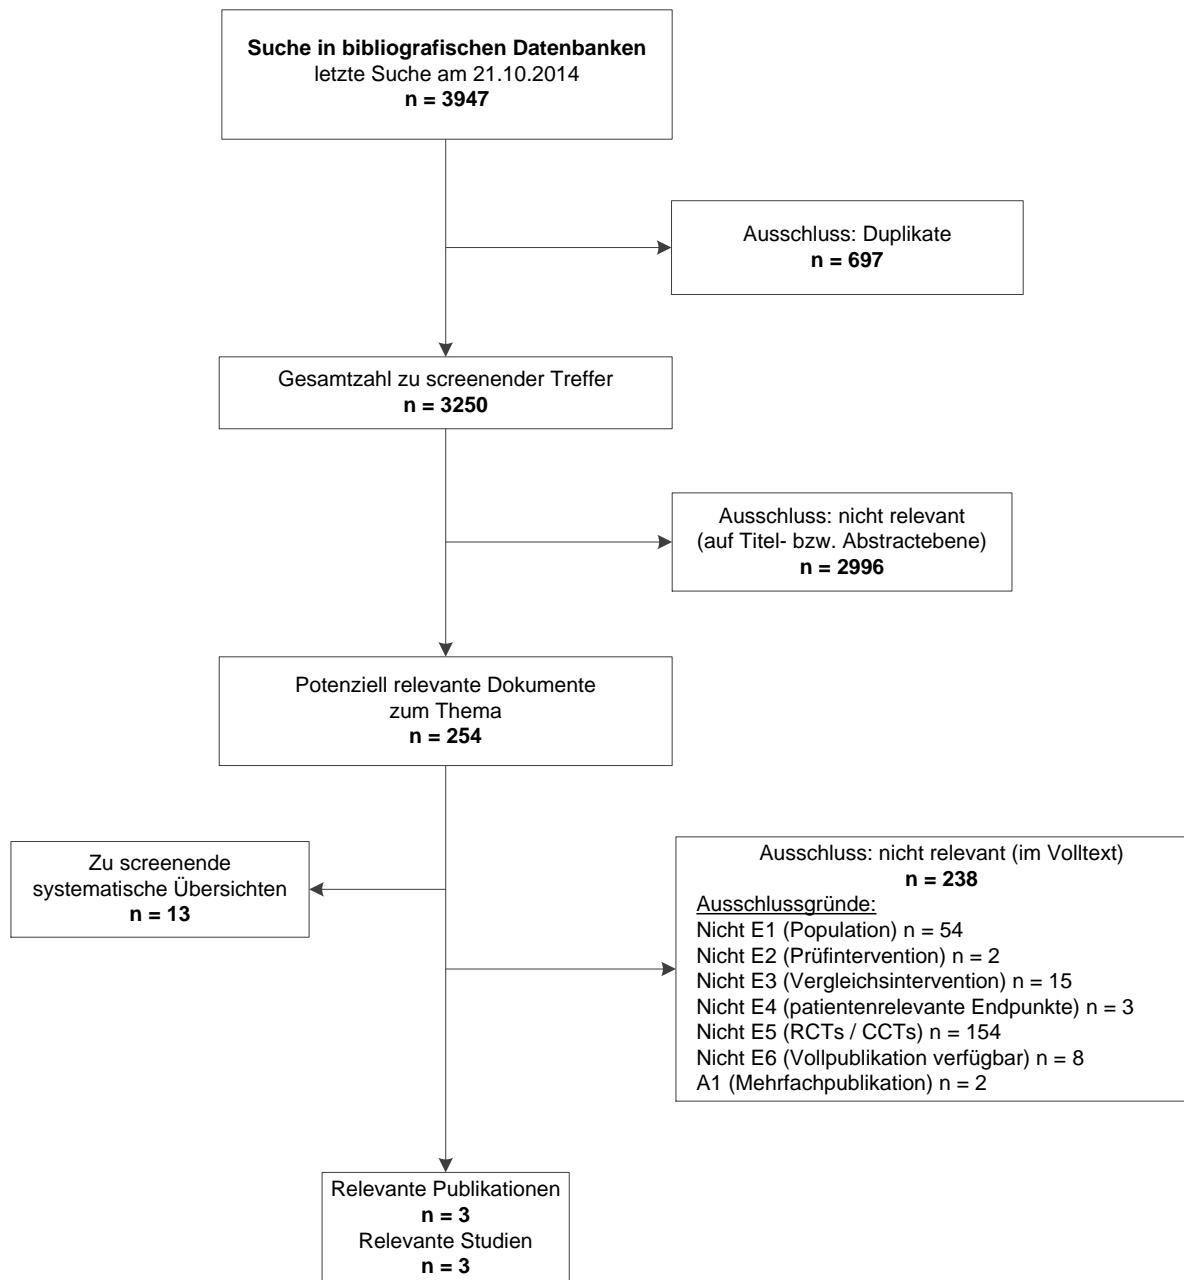 Suche in bibliografischen Datenbanken
letzte Suche am 21.10.2014
n = 3947
Ausschluss: Duplikate
n = 697
Gesamtzahl zu screenender Treffer
n = 3250
Ausschluss: nicht relevant
(auf Titel- bzw. Abstractebene)
n = 2996
Potenziell relevante Dokumente
zum Thema
n = 254
Zu screenende
systematische Übersichten
n = 13
Ausschluss: nicht relevant (im Volltext)
n = 238
Ausschlussgründe:
Nicht E1 (Population) n = 54
Nicht E2 (Prüfintervention) n = 2
Nicht E3 (Vergleichsintervention) n = 15
Nicht E4 (patientenrelevante Endpunkte) n = 3
Nicht E5 (RCTs / CCTs) n = 154
Nicht E6 (Vollpublikation verfügbar) n = 8
A1 (Mehrfachpublikation) n = 2
Relevante Publikationen
n = 3
Relevante Studien
n = 3